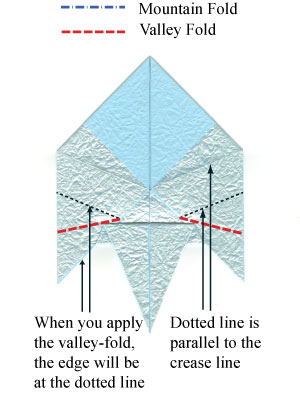 Mountain Fold
Valley Fold
When you apply
the valley-fold,
the edge will be
at the dotted line
Dotted line is
parallel to the
crease line